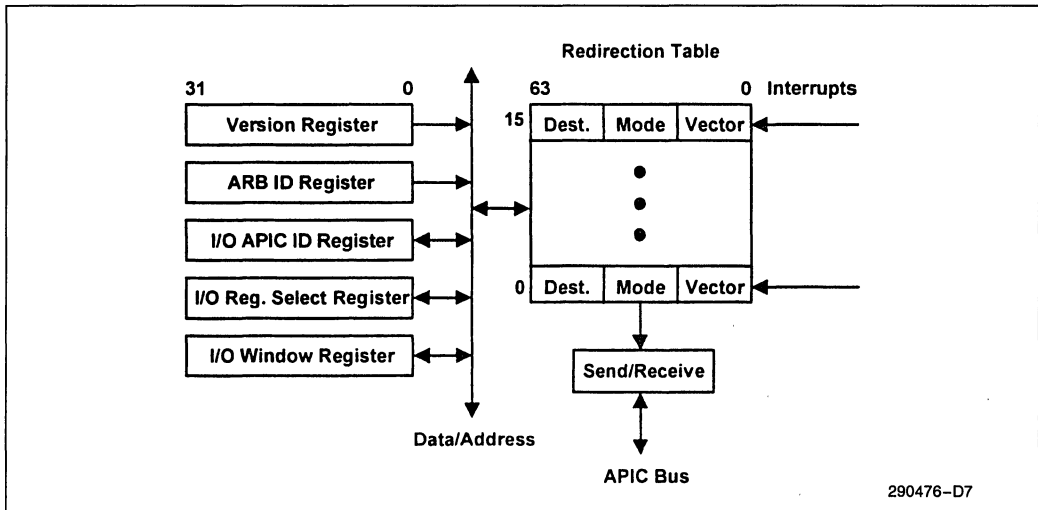 Redirection Table
31 0
63 0 Interrupts
Version Register
15 Dest. Mode Vector
ARB ID Register
I/O APIC ID Register
I/O Reg. Select Register
0 Dest. Mode Vector
I/O Window Register
Send/Receive
Data/Address
APIC Bus
290476–D7